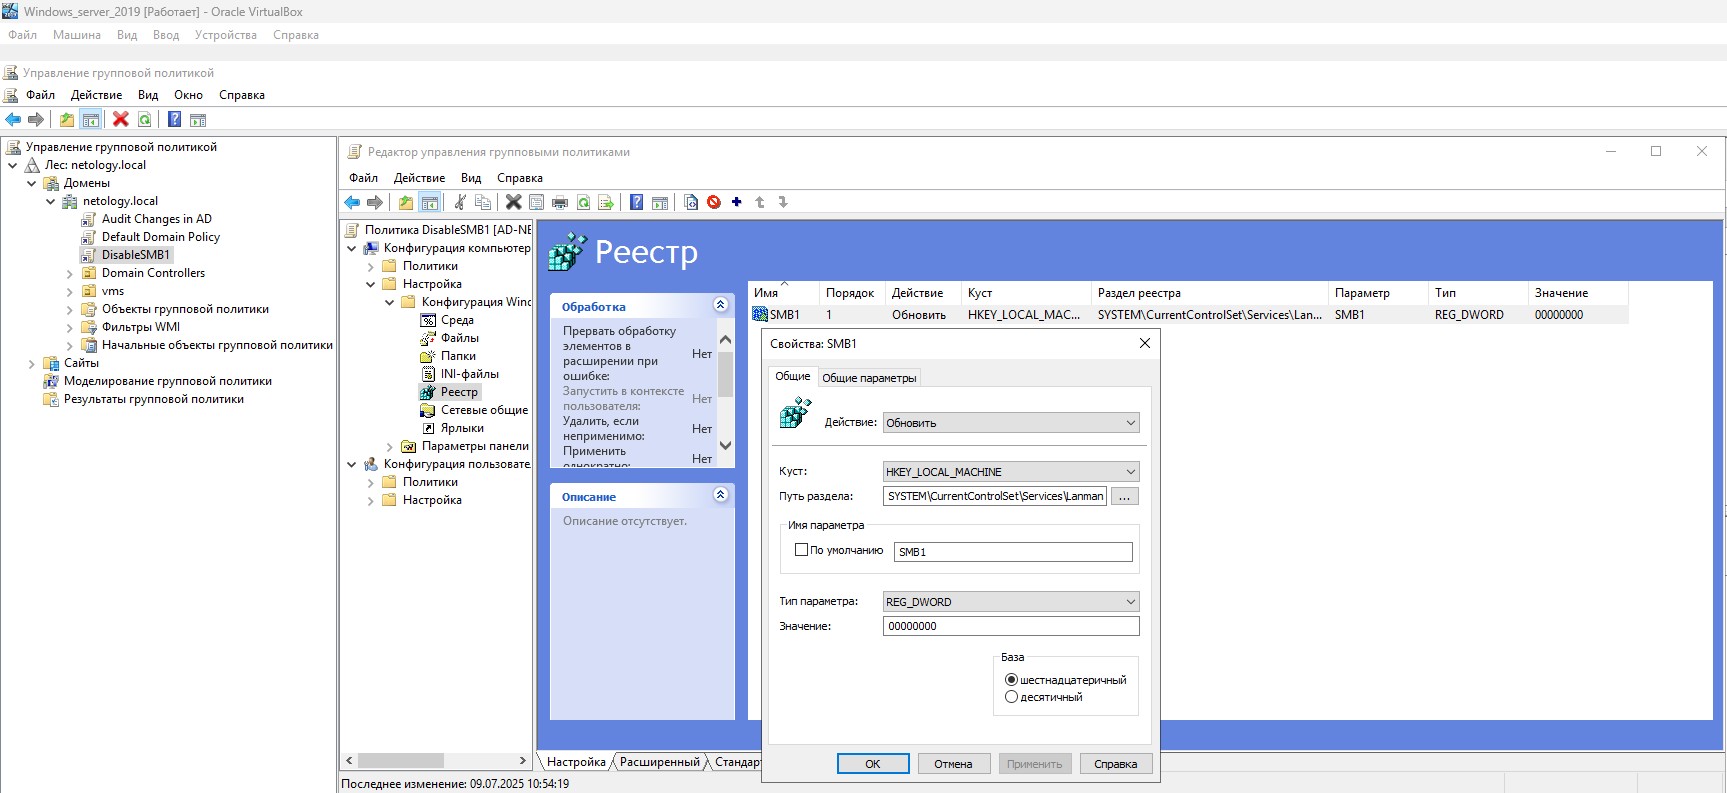 Windows_server_2019 [Работает] - Oracle VirtualBox
Файл Машина Вид Ввод Устройства Справка
Управление групповой политикой
Файл Действие Вид Окно Справка
Управление групповой политикой
Лес: netology.local
Домены
netology.local
Audit Changes in AD
Default Domain Policy
DisableSMB1
Domain Controllers
vms
Объекты групповой политики
Фильтры WMI
Начальные объекты групповой политики
Сайты
Моделирование групповой политики
Результаты групповой политики
Редактор управления групповыми политиками
Файл Действие Вид Справка
Политика DisableSMB1 [AD-NE
Конфигурация компьютер
Политики
Настройка
Конфигурация Winc
Среда
Файлы
Папки
INI-файлы
Реестр
Сетевые общие
Ярлыки
Параметры панели
Конфигурация пользовате
Политики
Настройка
Реестр
Обработка
Прервать обработку
элементов в
расширении при
ошибке: Нет
Запустить в контексте
пользователя: Нет
Удалить, если
неприменимо: Нет
Применить
однократно: Нет
Описание
Описание отсутствует.
Имя Порядок Действие Куст Раздел реестра Параметр Тип Значение
SMB1 1 Обновить HKEY_LOCAL_MAC... SYSTEM\CurrentControlSet\Services\Lan... SMB1 REG_DWORD 00000000
Свойства: SMB1
Общие Общие параметры
Действие: Обновить
Куст: HKEY_LOCAL_MACHINE
Путь раздела: SYSTEM\CurrentControlSet\Services\Lanman ...
Имя параметра
По умолчанию SMB1
Тип параметра: REG_DWORD
Значение: 00000000
База
шестнадцатеричный
десятичный
OK Отмена Применить Справка
Настройка Расширенный Стандарт
Последнее изменение: 09.07.2025 10:54:19